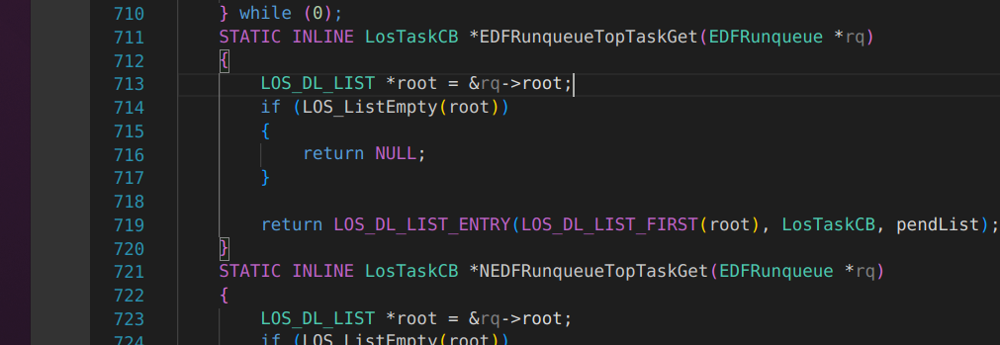 710 } while (0);
711 STATIC INLINE LosTaskCB *EDFRunqueueTopTaskGet(EDFRunqueue *rq)
712 {
713 LOS_DL_LIST *root = &rq->root;
714 if (LOS_ListEmpty(root))
715 {
716 return NULL;
717 }
718
719 return LOS_DL_LIST_ENTRY(LOS_DL_LIST_FIRST(root), LosTaskCB, pendList);
720 }
721 STATIC INLINE LosTaskCB *NEDFRunqueueTopTaskGet(EDFRunqueue *rq)
722 {
723 LOS_DL_LIST *root = &rq->root;
724 if (LOS_ListEmpty(root))